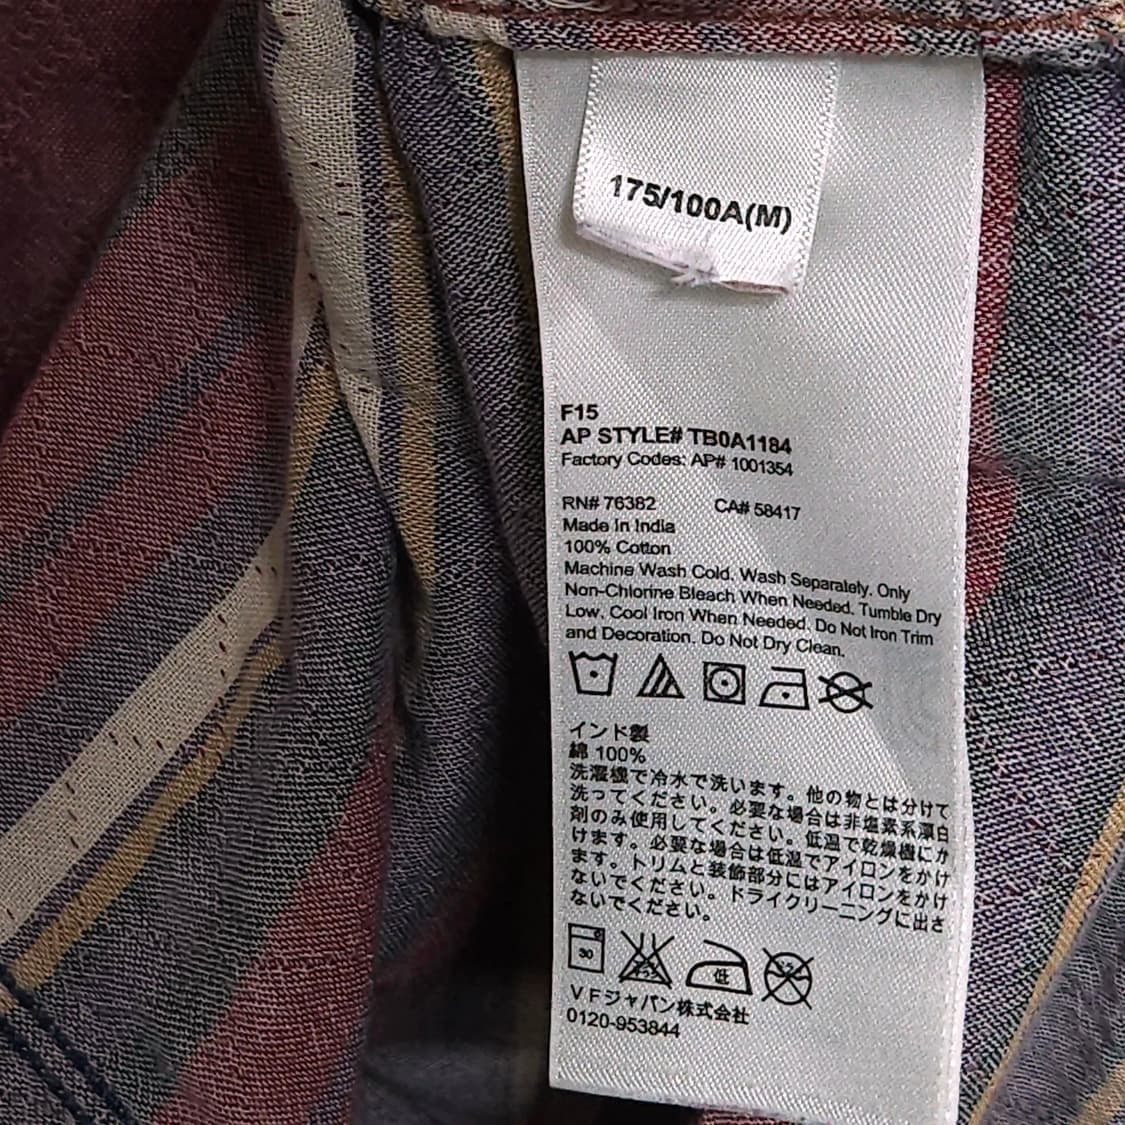 175/100A(M)
F15
AP STYLE# TB0A1184
Factory Codes: AP# 1001354
RN# 76382 CA# 58417
Made In India
100% Cotton
Machine Wash Cold. Wash Separately. Only
Non-Chlorine Bleach When Needed. Tumble Dry
Low. Cool Iron When Needed. Do Not Iron Trim
and Decoration. Do Not Dry Clean.
インド製
綿 100%
洗濯機で冷水で洗います。他の物とは分けて
洗ってください。必要な場合は非塩素系漂白
剤のみ使用してください。低温で乾燥機にか
けます。必要な場合は低温でアイロンをかけ
ます。トリムと装飾部分にはアイロンをかけ
ないでください。ドライクリーニングに出さ
ないでください。
30
低
VFジャパン株式会社
0120-953844